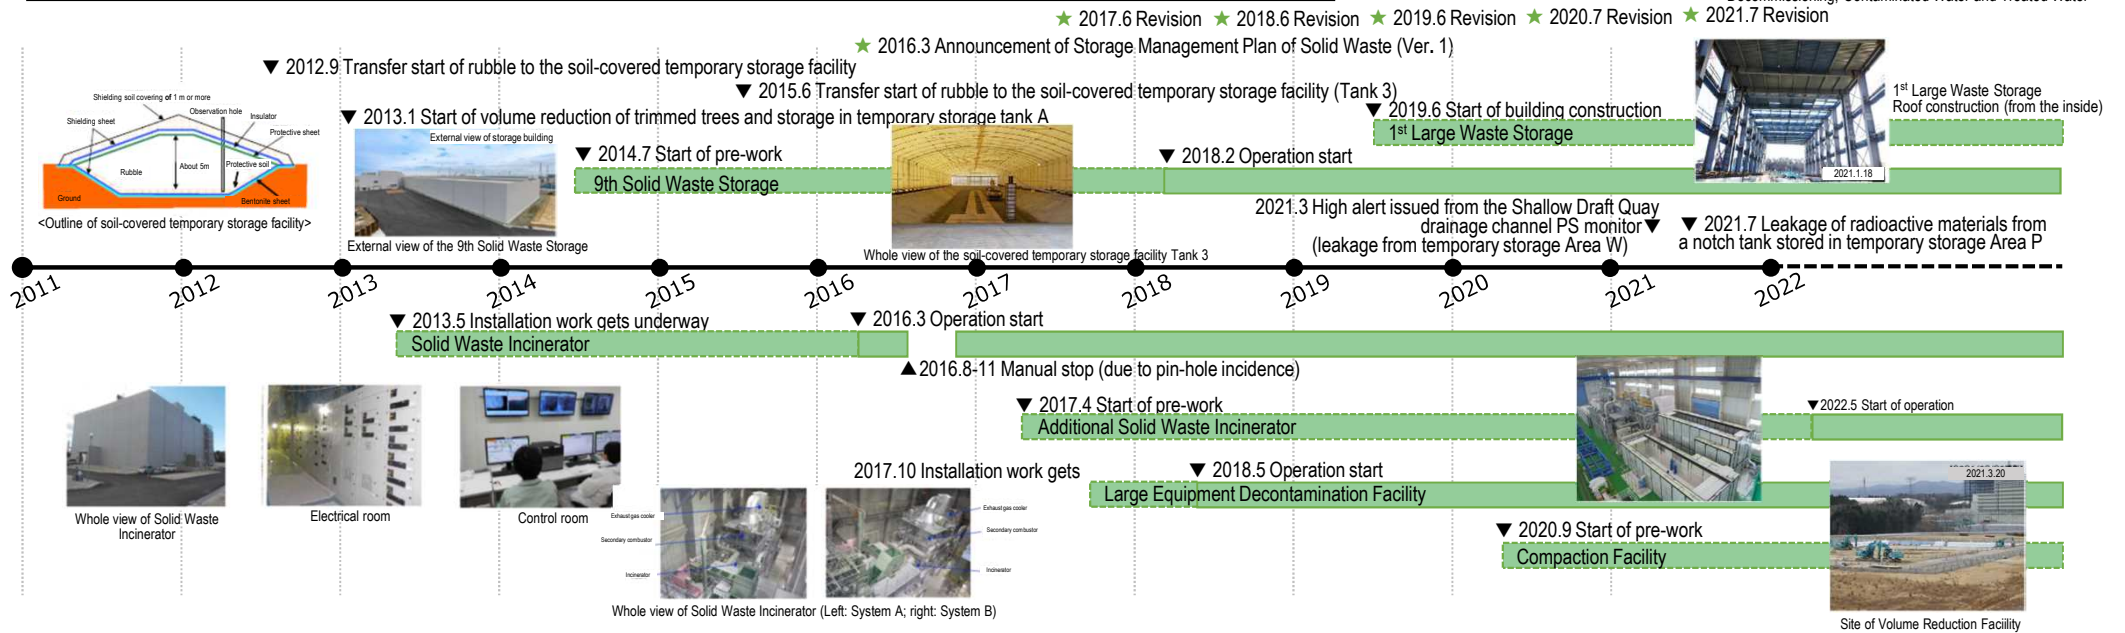 Decommissioning, Contaminated Water and Treated Water
★ 2017.6 Revision ★ 2018.6 Revision ★ 2019.6 Revision ★ 2020.7 Revision ★ 2021.7 Revision
★ 2016.3 Announcement of Storage Management Plan of Solid Waste (Ver. 1)
▼ 2012.9 Transfer start of rubble to the soil-covered temporary storage facility
▼ 2015.6 Transfer start of rubble to the soil-covered temporary storage facility (Tank 3)
▼ 2013.1 Start of volume reduction of trimmed trees and storage in temporary storage tank A
Shielding soil covering of 1 m or more
Observation hole
Shielding sheet
Insulator
Protective sheet
About 5m
Protective soil
Rubble
Ground
Bentonite sheet
<Outline of soil-covered temporary storage facility>
External view of storage building
External view of the 9th Solid Waste Storage
▼ 2014.7 Start of pre-work
9th Solid Waste Storage
▼ 2018.2 Operation start
Whole view of the soil-covered temporary storage facility Tank 3
▼ 2019.6 Start of building construction
1st Large Waste Storage
2021.1.18
1st Large Waste Storage
Roof construction (from the inside)
2021.3 High alert issued from the Shallow Draft Quay
drainage channel PS monitor ▼
(leakage from temporary storage Area W)
▼ 2021.7 Leakage of radioactive materials from
a notch tank stored in temporary storage Area P
2011 2012 2013 2014 2015 2016 2017 2018 2019 2020 2021 2022
▼ 2013.5 Installation work gets underway
▼ 2016.3 Operation start
Solid Waste Incinerator
▲ 2016.8-11 Manual stop (due to pin-hole incidence)
▼ 2017.4 Start of pre-work
▼ 2022.5 Start of operation
Additional Solid Waste Incinerator
2017.10 Installation work gets
▼ 2018.5 Operation start
Large Equipment Decontamination Facility
▼ 2020.9 Start of pre-work
Compaction Facility
2021.3.20
Site of Volume Reduction Faciility
Whole view of Solid Waste
Incinerator
Electrical room
Control room
Exhaust gas cooler
Secondary combustor
Incinerator
Exhaust gas cooler
Secondary combustor
Incinerator
Whole view of Solid Waste Incinerator (Left: System A; right: System B)